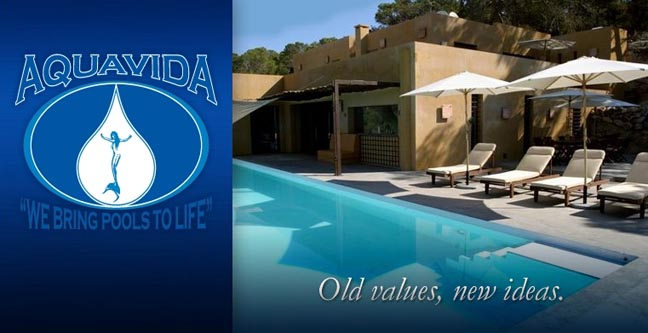 AQUAVIDA
"WE BRING POOLS TO LIFE"
Old values, new ideas.